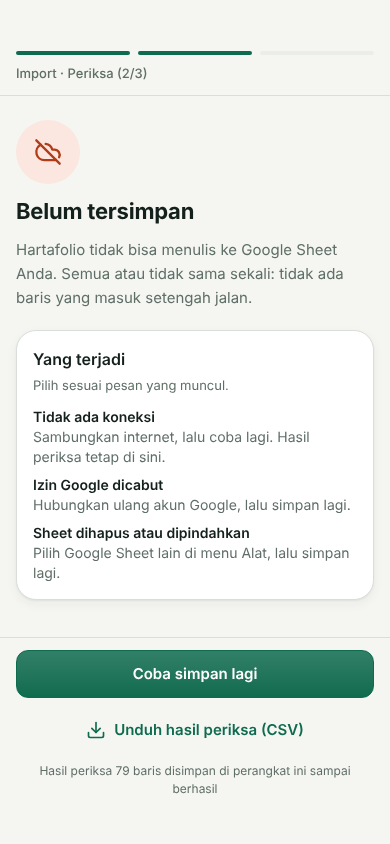 Import · Periksa (2/3)
Belum tersimpan
Hartafolio tidak bisa menulis ke Google Sheet
Anda. Semua atau tidak sama sekali: tidak ada
baris yang masuk setengah jalan.
Yang terjadi
Pilih sesuai pesan yang muncul.
Tidak ada koneksi
Sambungkan internet, lalu coba lagi. Hasil
periksa tetap di sini.
Izin Google dicabut
Hubungkan ulang akun Google, lalu simpan lagi.
Sheet dihapus atau dipindahkan
Pilih Google Sheet lain di menu Alat, lalu simpan
lagi.
Coba simpan lagi
Unduh hasil periksa (CSV)
Hasil periksa 79 baris disimpan di perangkat ini sampai
berhasil